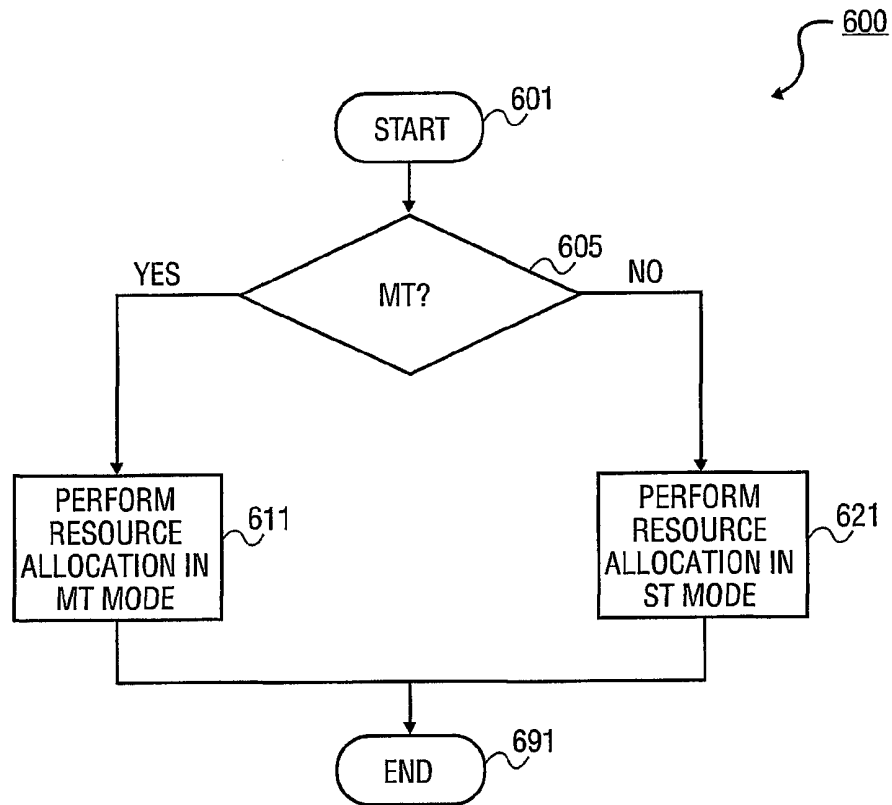 600
START
601
605
YES
MT?
NO
PERFORM
RESOURCE
ALLOCATION IN
MT MODE
611
PERFORM
RESOURCE
ALLOCATION IN
ST MODE
621
END
691